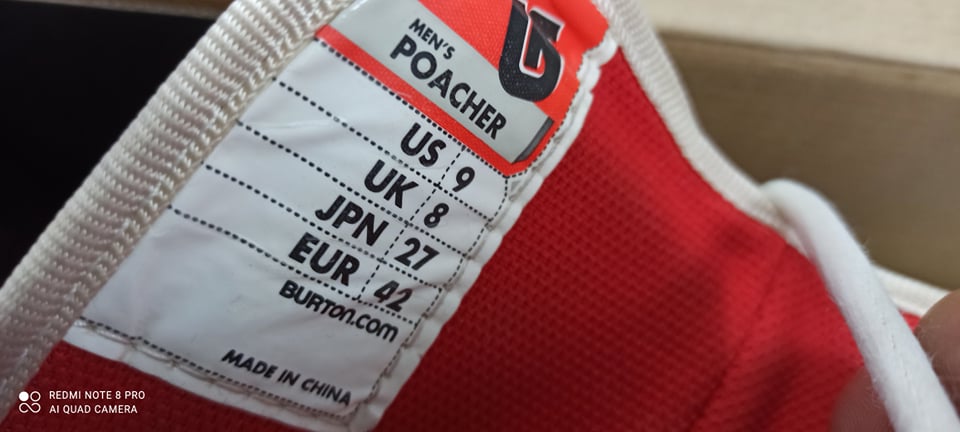 MEN'S
POACHER
US 9
UK 8
JPN 27
EUR 42
BURTON.COM
MADE IN CHINA
REDMI NOTE 8 PRO
AI QUAD CAMERA